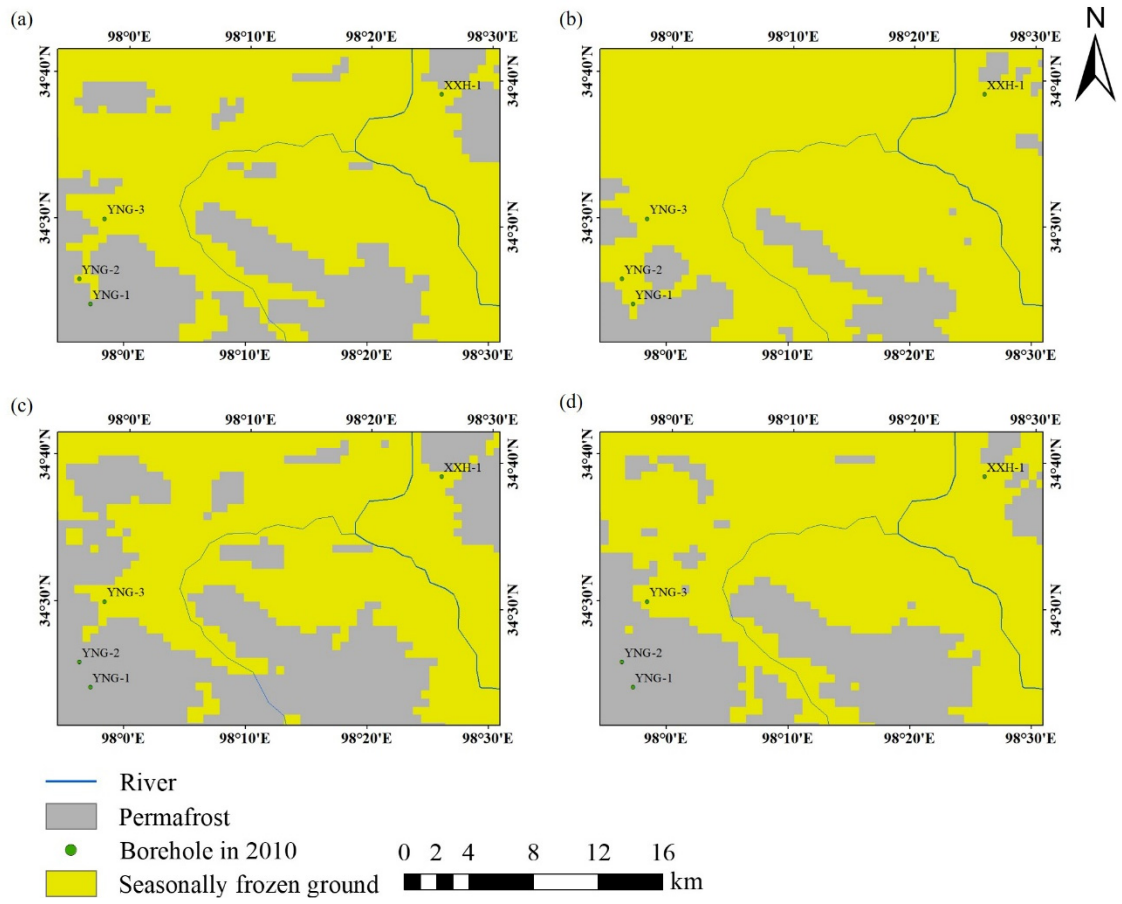 (a)
98°0'E 98°10'E 98°20'E 98°30'E
34°40'N 34°40'N
XXH-1
YNG-3
34°30'N 34°30'N
YNG-2
YNG-1
98°0'E 98°10'E 98°20'E 98°30'E
(b)
98°0'E 98°10'E 98°20'E 98°30'E
34°40'N 34°40'N
XXH-1
YNG-3
34°30'N 34°30'N
YNG-2
YNG-1
98°0'E 98°10'E 98°20'E 98°30'E
N
(c)
98°0'E 98°10'E 98°20'E 98°30'E
34°40'N 34°40'N
XXH-1
YNG-3
34°30'N 34°30'N
YNG-2
YNG-1
98°0'E 98°10'E 98°20'E 98°30'E
(d)
98°0'E 98°10'E 98°20'E 98°30'E
34°40'N 34°40'N
XXH-1
YNG-3
34°30'N 34°30'N
YNG-2
YNG-1
98°0'E 98°10'E 98°20'E 98°30'E
River
Permafrost
Borehole in 2010
Seasonally frozen ground
0 2 4 8 12 16
km